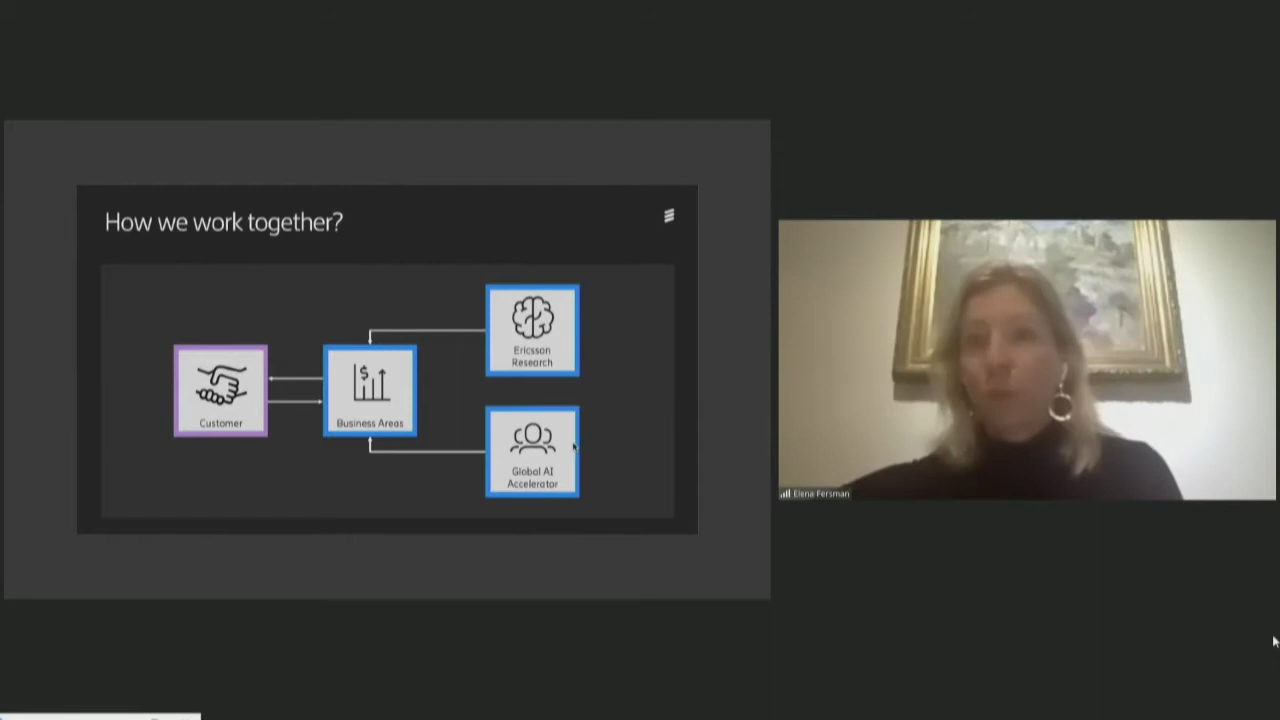 How we work together?
Ericsson
Research
Customer
Business Areas
Global AI
Accelerator
Elena Fersman